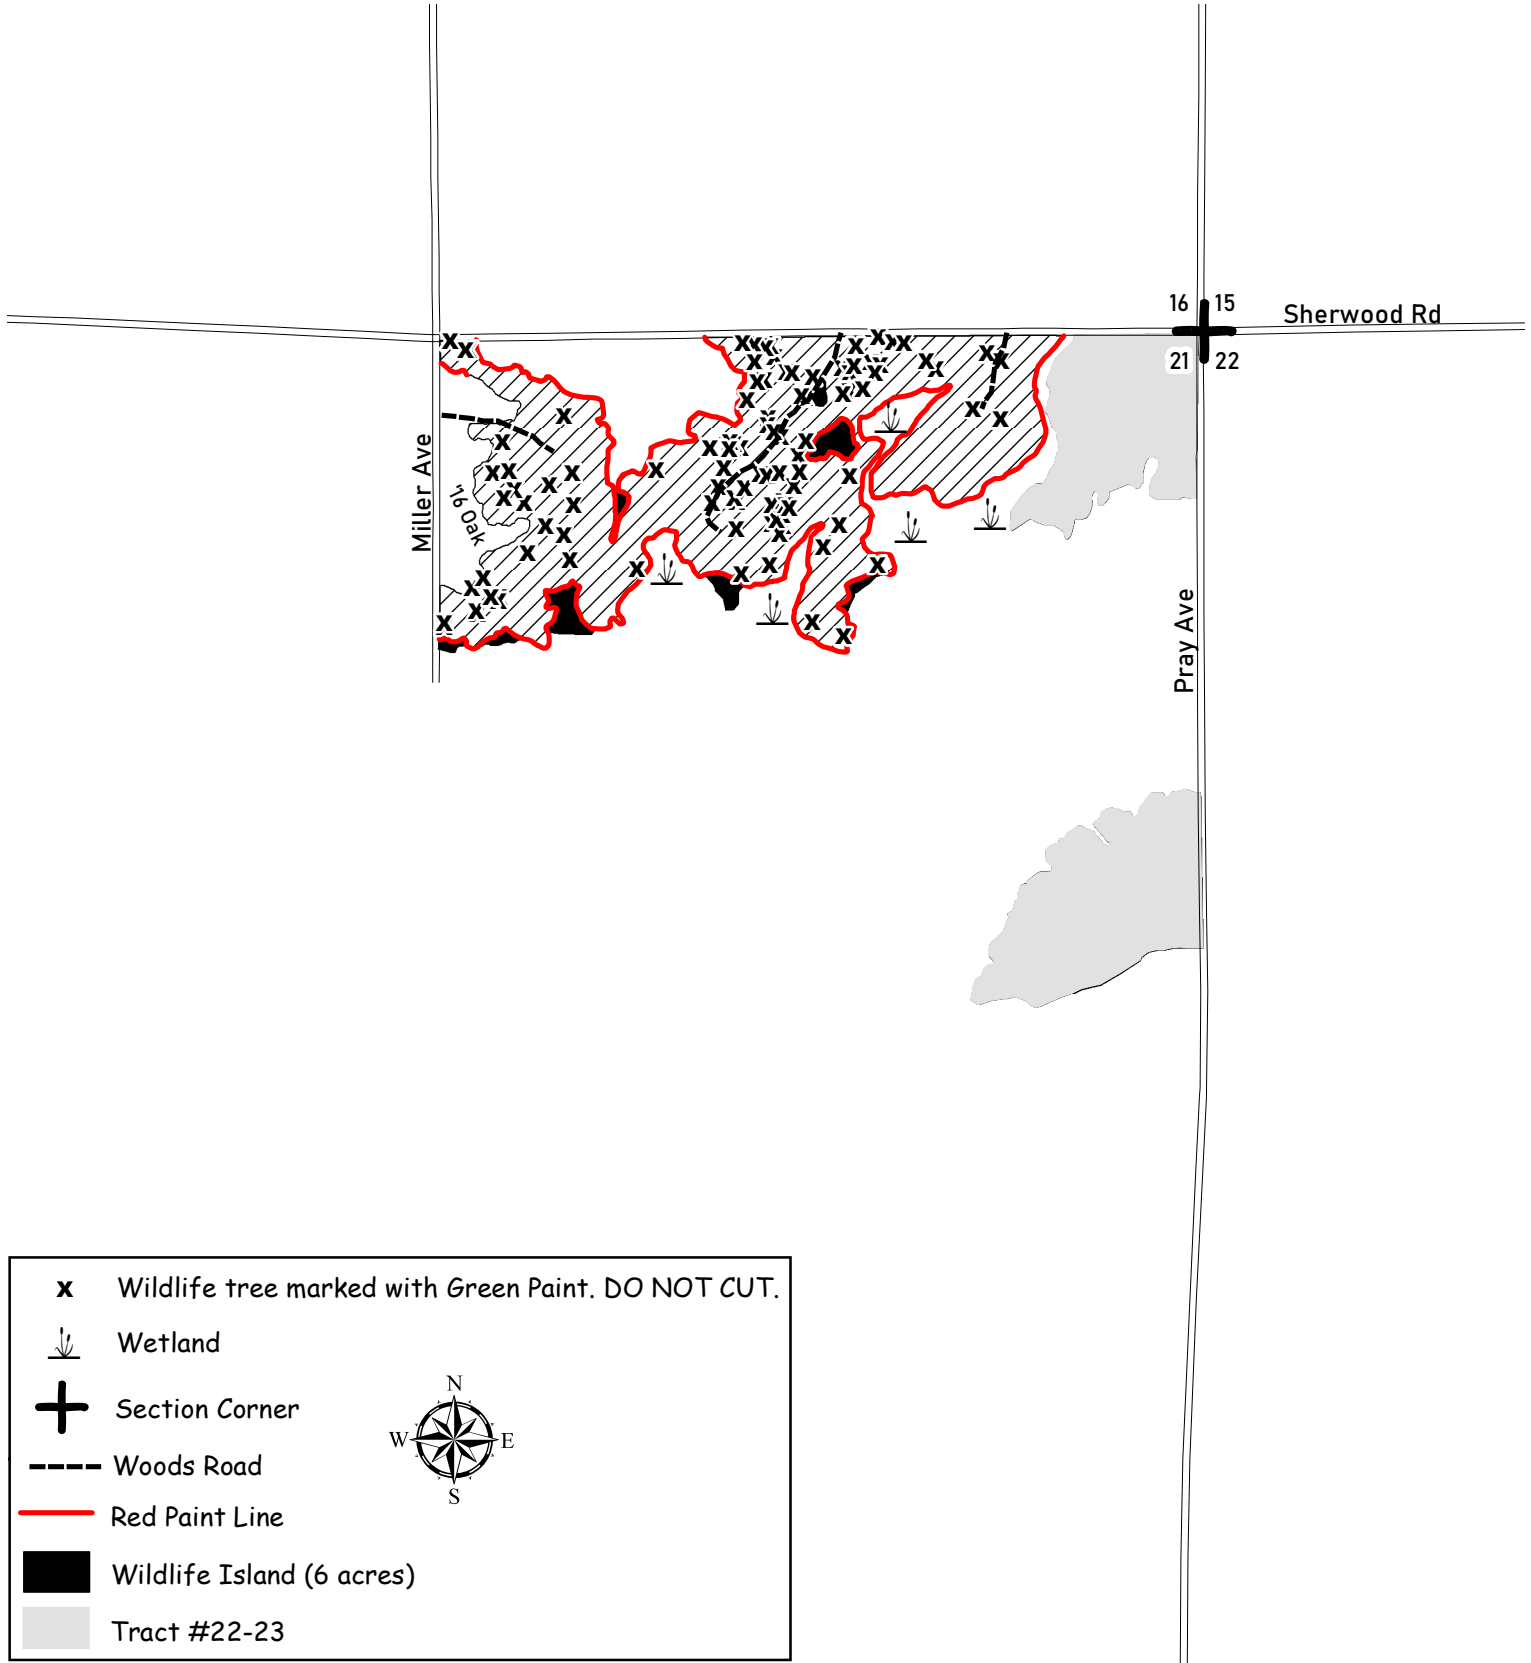 16 15
Sherwood Rd
21 22
Miller Ave
'16 Oak
Pray Ave
x Wildlife tree marked with Green Paint. DO NOT CUT.
Wetland
Section Corner
Woods Road
Red Paint Line
Wildlife Island (6 acres)
Tract #22-23
N
W E
S